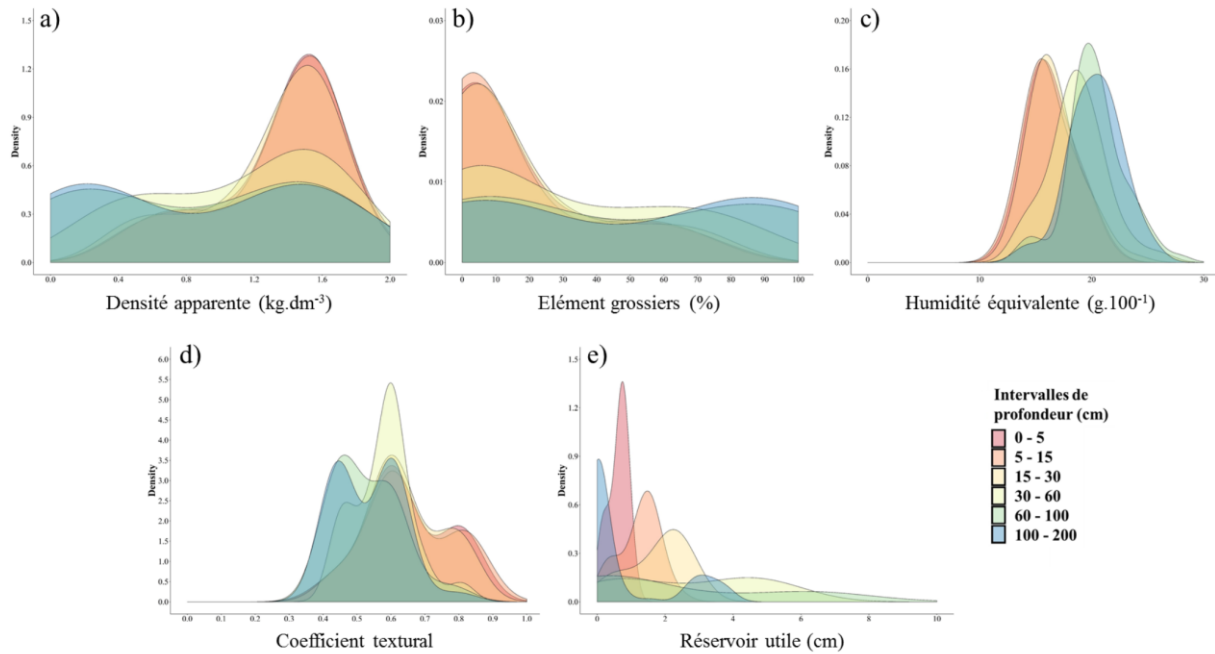 a)
1.5
1.2
0.9
0.6
0.3
0.0
Density
0.0 0.4 0.8 1.2 1.6 2.0
Densité apparente (kg.dm-3)
b)
0.03
0.02
0.01
0.00
Density
0 10 20 30 40 50 60 70 80 90 100
Elément grossiers (%)
c)
0.20
0.16
0.12
0.08
0.04
0.00
Density
0 10 20 30
Humidité équivalente (g.100-1)
d)
6.0
5.5
5.0
4.5
4.0
3.5
3.0
2.5
2.0
1.5
1.0
0.5
0.0
Density
0.0 0.1 0.2 0.3 0.4 0.5 0.6 0.7 0.8 0.9 1.0
Coefficient textural
e)
1.5
1.2
0.9
0.6
0.3
0.0
Density
0 2 4 6 8 10
Réservoir utile (cm)
Intervalles de
profondeur (cm)
0 - 5
5 - 15
15 - 30
30 - 60
60 - 100
100 - 200